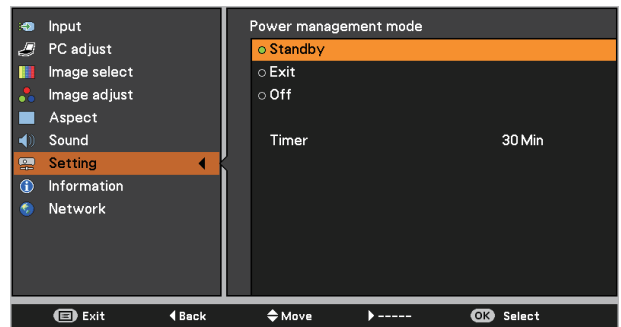 Input
PC adjust
Image select
Image adjust
Aspect
Sound
Setting
Information
Network
Power management mode
Standby
Exit
Off
Timer 30 Min
Exit Back Move ----- OK Select